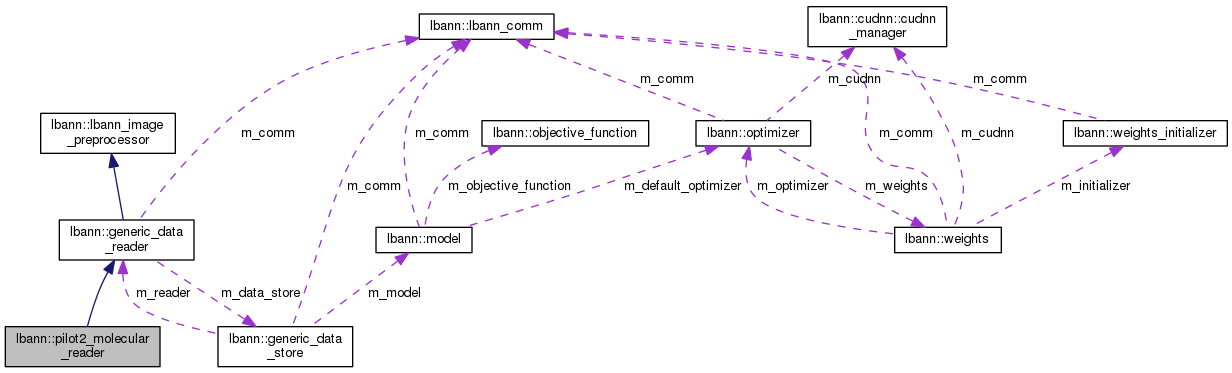 lbann::lbann_comm
lbann::cudnn::cudnn
_manager
m_comm
m_cudnn
m_comm
lbann::lbann_image
_preprocessor
m_comm
m_comm
lbann::objective_function
lbann::optimizer
m_comm
m_cudnn
lbann::weights_initializer
m_comm
m_objective_function
m_default_optimizer
m_optimizer
m_weights
m_initializer
lbann::generic_data
_reader
lbann::model
lbann::weights
m_reader
m_data_store
m_model
lbann::pilot2_molecular
_reader
lbann::generic_data
_store